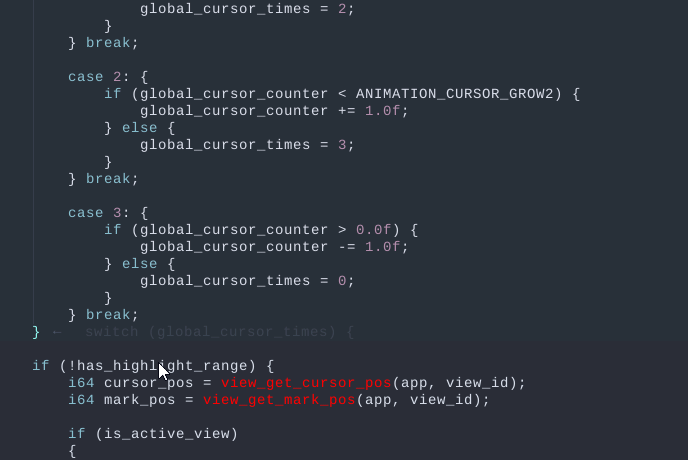 global_cursor_times = 2;
        }
    } break;

    case 2: {
        if (global_cursor_counter < ANIMATION_CURSOR_GROW2) {
            global_cursor_counter += 1.0f;
        } else {
            global_cursor_times = 3;
        }
    } break;

    case 3: {
        if (global_cursor_counter > 0.0f) {
            global_cursor_counter -= 1.0f;
        } else {
            global_cursor_times = 0;
        }
    } break;
} ← switch (global_cursor_times) {

if (!has_highlight_range) {
    i64 cursor_pos = view_get_cursor_pos(app, view_id);
    i64 mark_pos = view_get_mark_pos(app, view_id);

    if (is_active_view)
    {